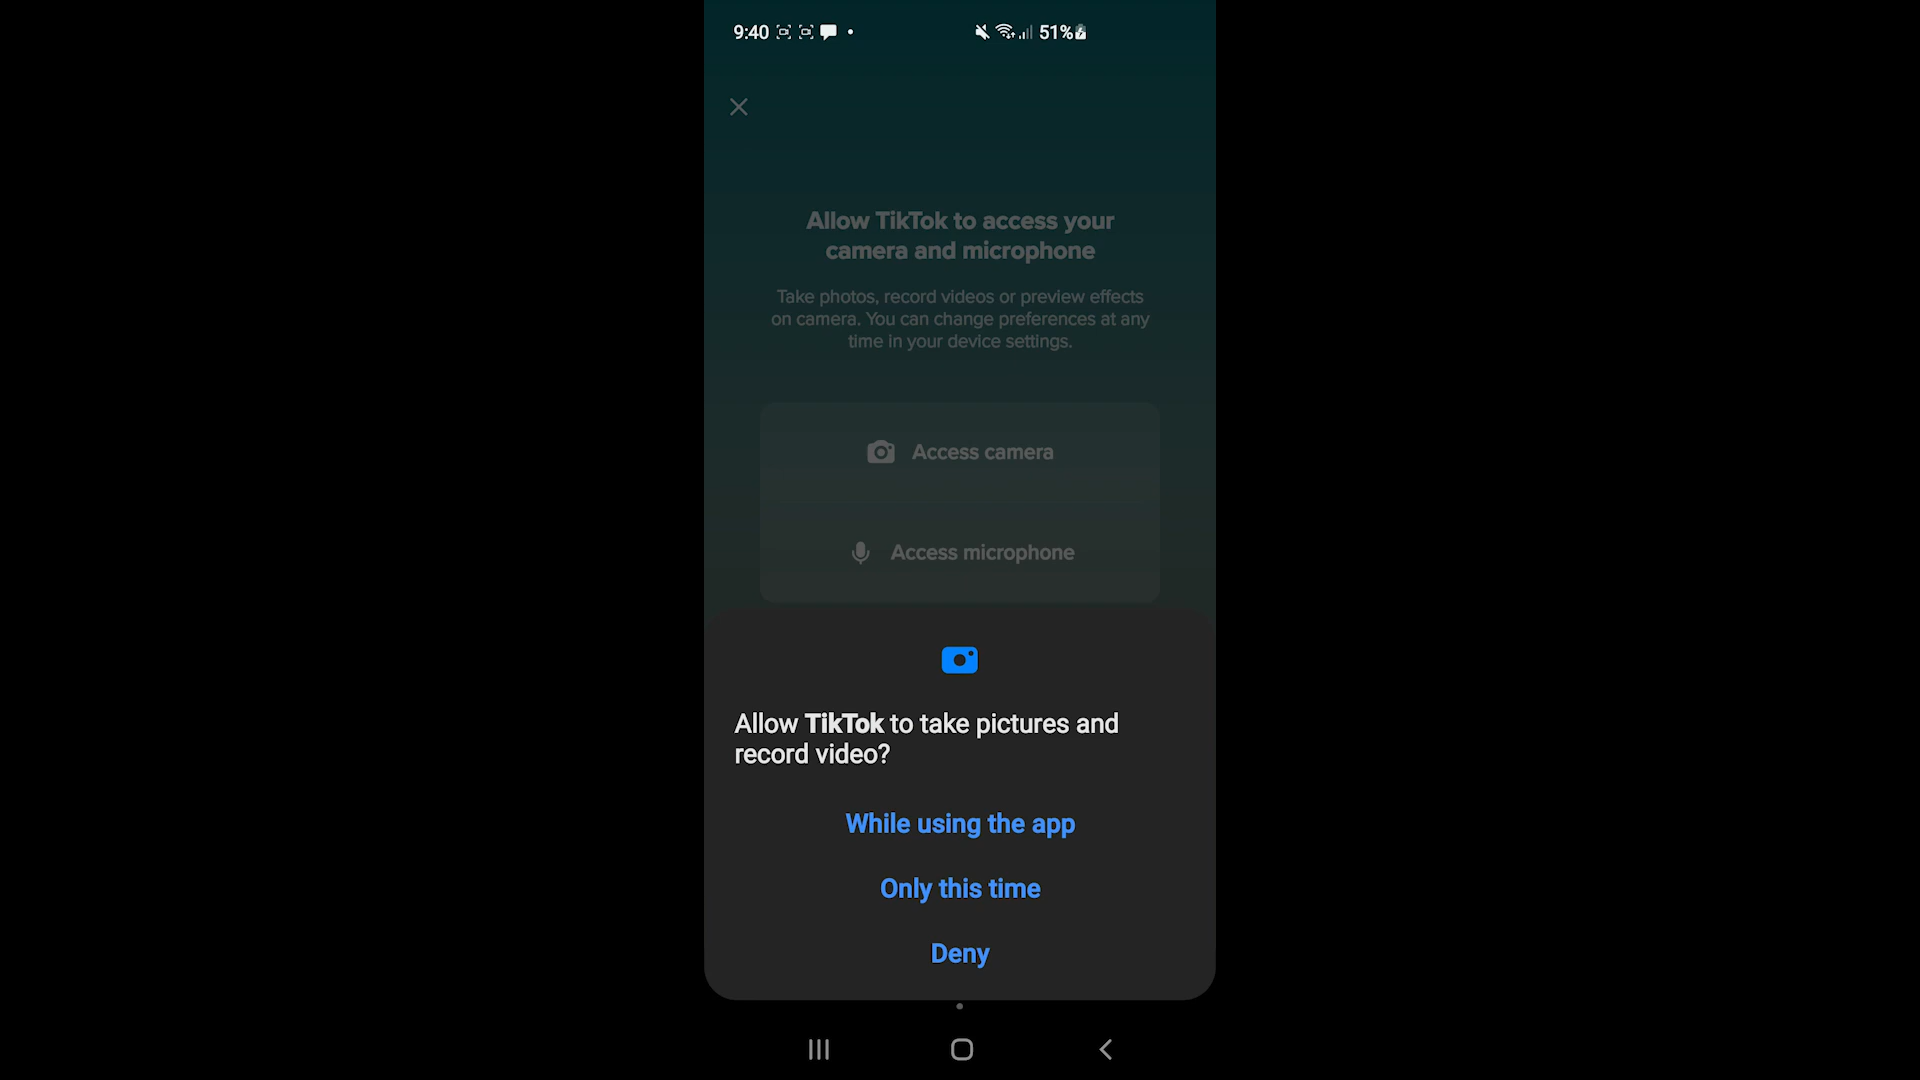 9:40
51%
Allow TikTok to access your
camera and microphone
Take photos, record videos or preview effects
on camera. You can change preferences at any
time in your device settings.
Access camera
Access microphone
Allow TikTok to take pictures and
record video?
While using the app
Only this time
Deny